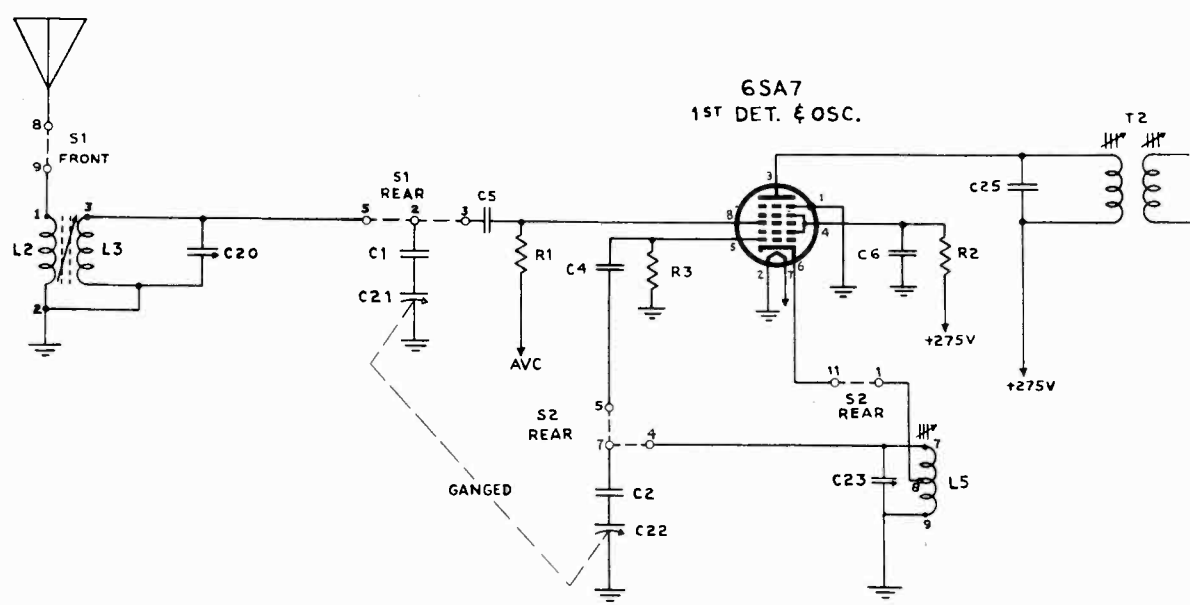 6SA7
1ST DET. & OSC.
T2
8
S1
FRONT
9
S1
REAR
C5
3
1
C25
1
3
5
2
3
8
4
L2
L3
C20
C1
R1
C4
R3
5
2
7
6
C6
R2
C21
2
AVC
+275V
+275V
11
1
S2
REAR
5
S2
REAR
7
4
7
GANGED
C2
C23
8
L5
C22
9